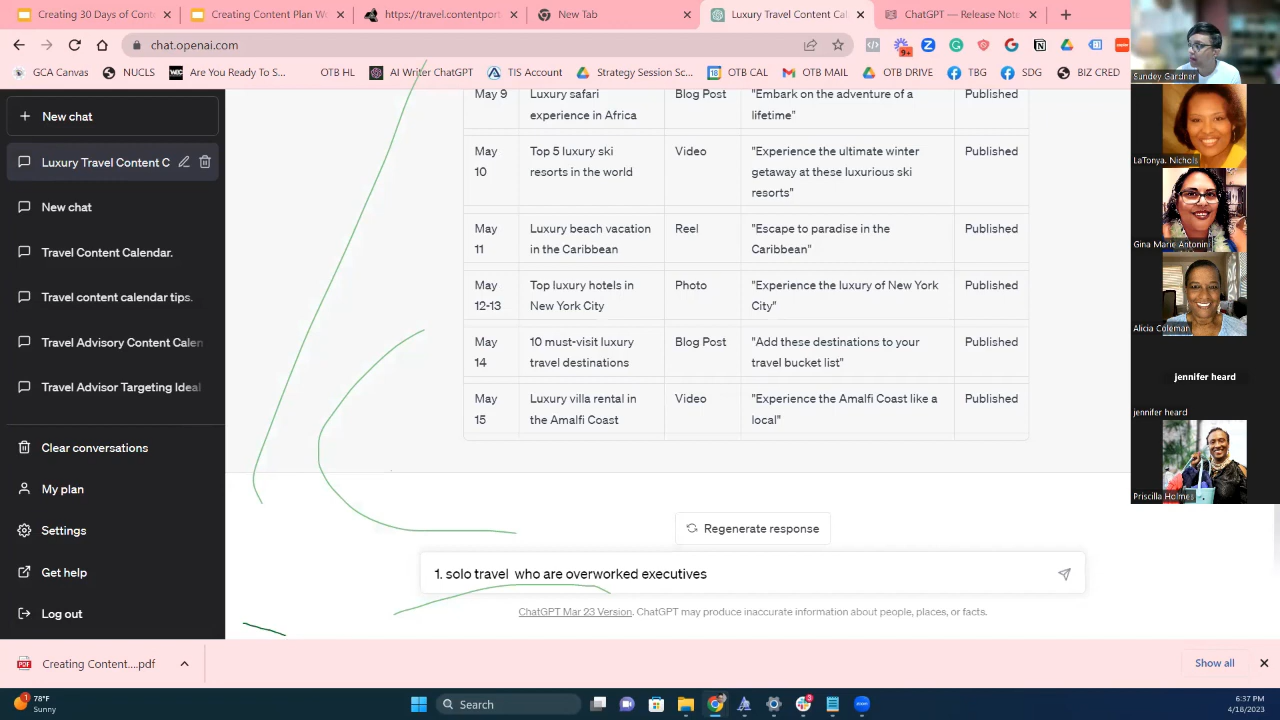 Creating 30 Days of Cont
Creating Content Plan Wo
https://travel.contentport
New Tab
Luxury Travel Content Cal
ChatGPT — Release Note
chat.openai.com
9+
GCA Canvas
NUCLS
Are You Ready To S...
OTB HL
AI Writer ChatGPT
TIS Account
Strategy Session Sc...
18
OTB CAL
OTB MAIL
OTB DRIVE
TBG
SDG
BIZ CRED
New chat
Luxury Travel Content C
New chat
Travel Content Calendar.
Travel content calendar tips.
Travel Advisory Content Calen
Travel Advisor Targeting Ideal
Clear conversations
My plan
Settings
Get help
Log out
May 9
Luxury safari
experience in Africa
Blog Post
"Embark on the adventure of a
lifetime"
Published
May
10
Top 5 luxury ski
resorts in the world
Video
"Experience the ultimate winter
getaway at these luxurious ski
resorts"
Published
May
11
Luxury beach vacation
in the Caribbean
Reel
"Escape to paradise in the
Caribbean"
Published
May
12-13
Top luxury hotels in
New York City
Photo
"Experience the luxury of New York
City"
Published
May
14
10 must-visit luxury
travel destinations
Blog Post
"Add these destinations to your
travel bucket list"
Published
May
15
Luxury villa rental in
the Amalfi Coast
Video
"Experience the Amalfi Coast like a
local"
Published
Regenerate response
1. solo travel  who are overworked executives
ChatGPT Mar 23 Version. ChatGPT may produce inaccurate information about people, places, or facts.
Sundey Gardner
LaTonya. Nichols
Gina Marie Antonini
Alicia Coleman
jennifer heard
jennifer heard
Priscilla Holmes
PDF
Creating Content....pdf
Show all
1
78°F
Sunny
Search
3
zoom
6:37 PM
4/18/2023